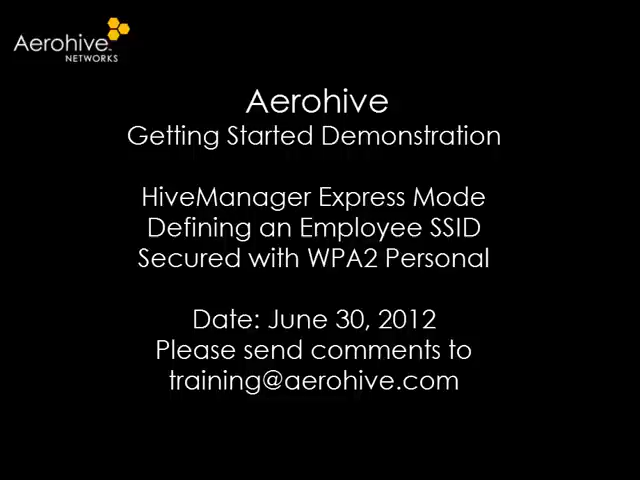 Aerohive
NETWORKS
Aerohive
Getting Started Demonstration
HiveManager Express Mode
Defining an Employee SSID
Secured with WPA2 Personal
Date: June 30, 2012
Please send comments to
training@aerohive.com